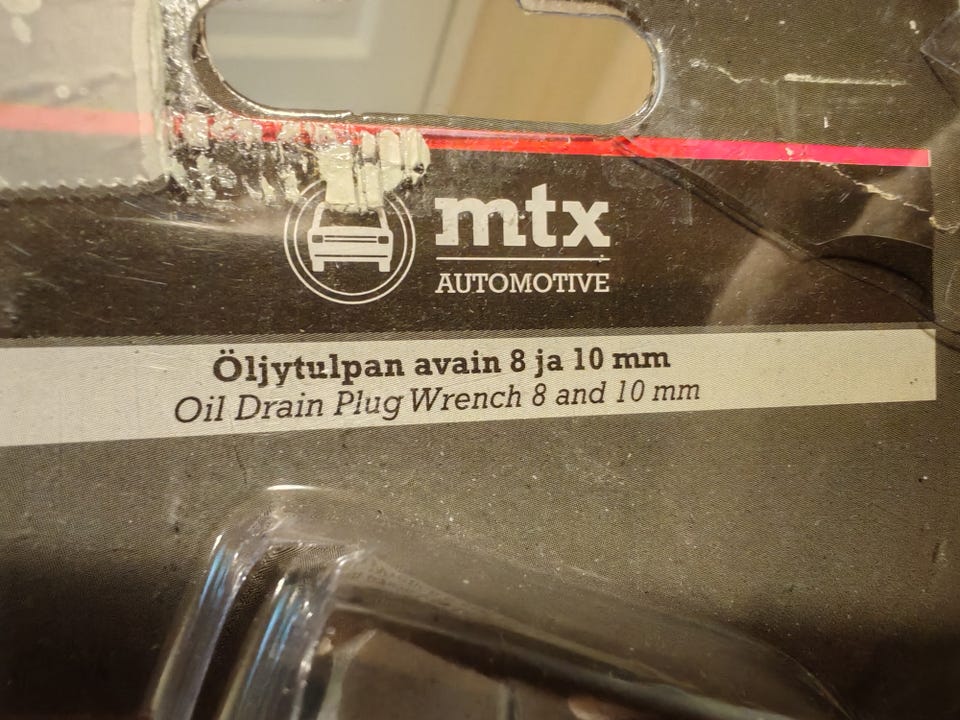 mtx
AUTOMOTIVE
Öljytulpan avain 8 ja 10 mm
Oil Drain Plug Wrench 8 and 10 mm